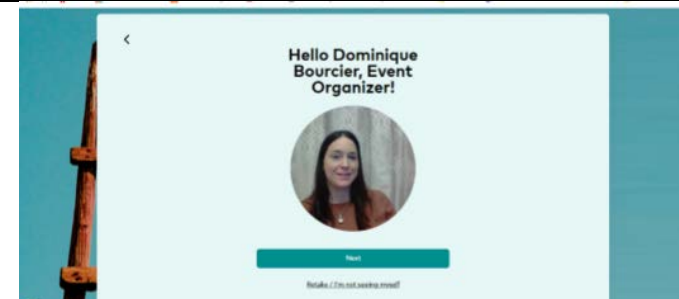 Hello Dominique
Bourcier, Event
Organizer!
Next
Retake / I'm not seeing myself